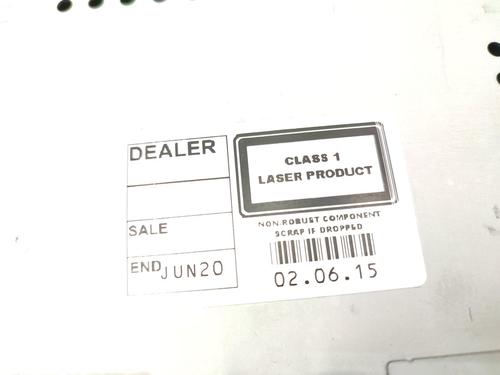 DEALER
SALE
END JUN20
CLASS 1
LASER PRODUCT
NON ROBUST COMPONENT
SCRAP IF DROPPED
02.06.15